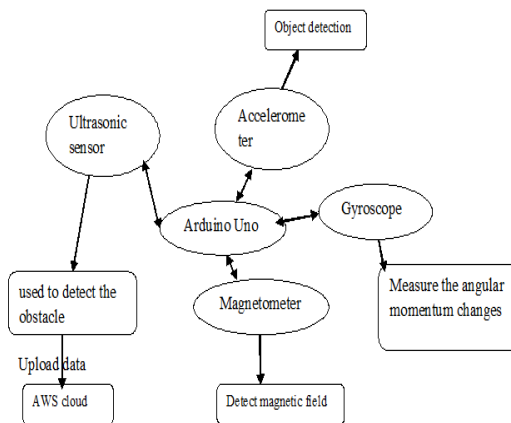 Object detection
Ultrasonic
sensor
Accelerome
ter
Arduino Uno
Gyroscope
used to detect the
obstacle
Magnetometer
Measure the angular
momentum changes
Upload data
AWS cloud
Detect magnetic field